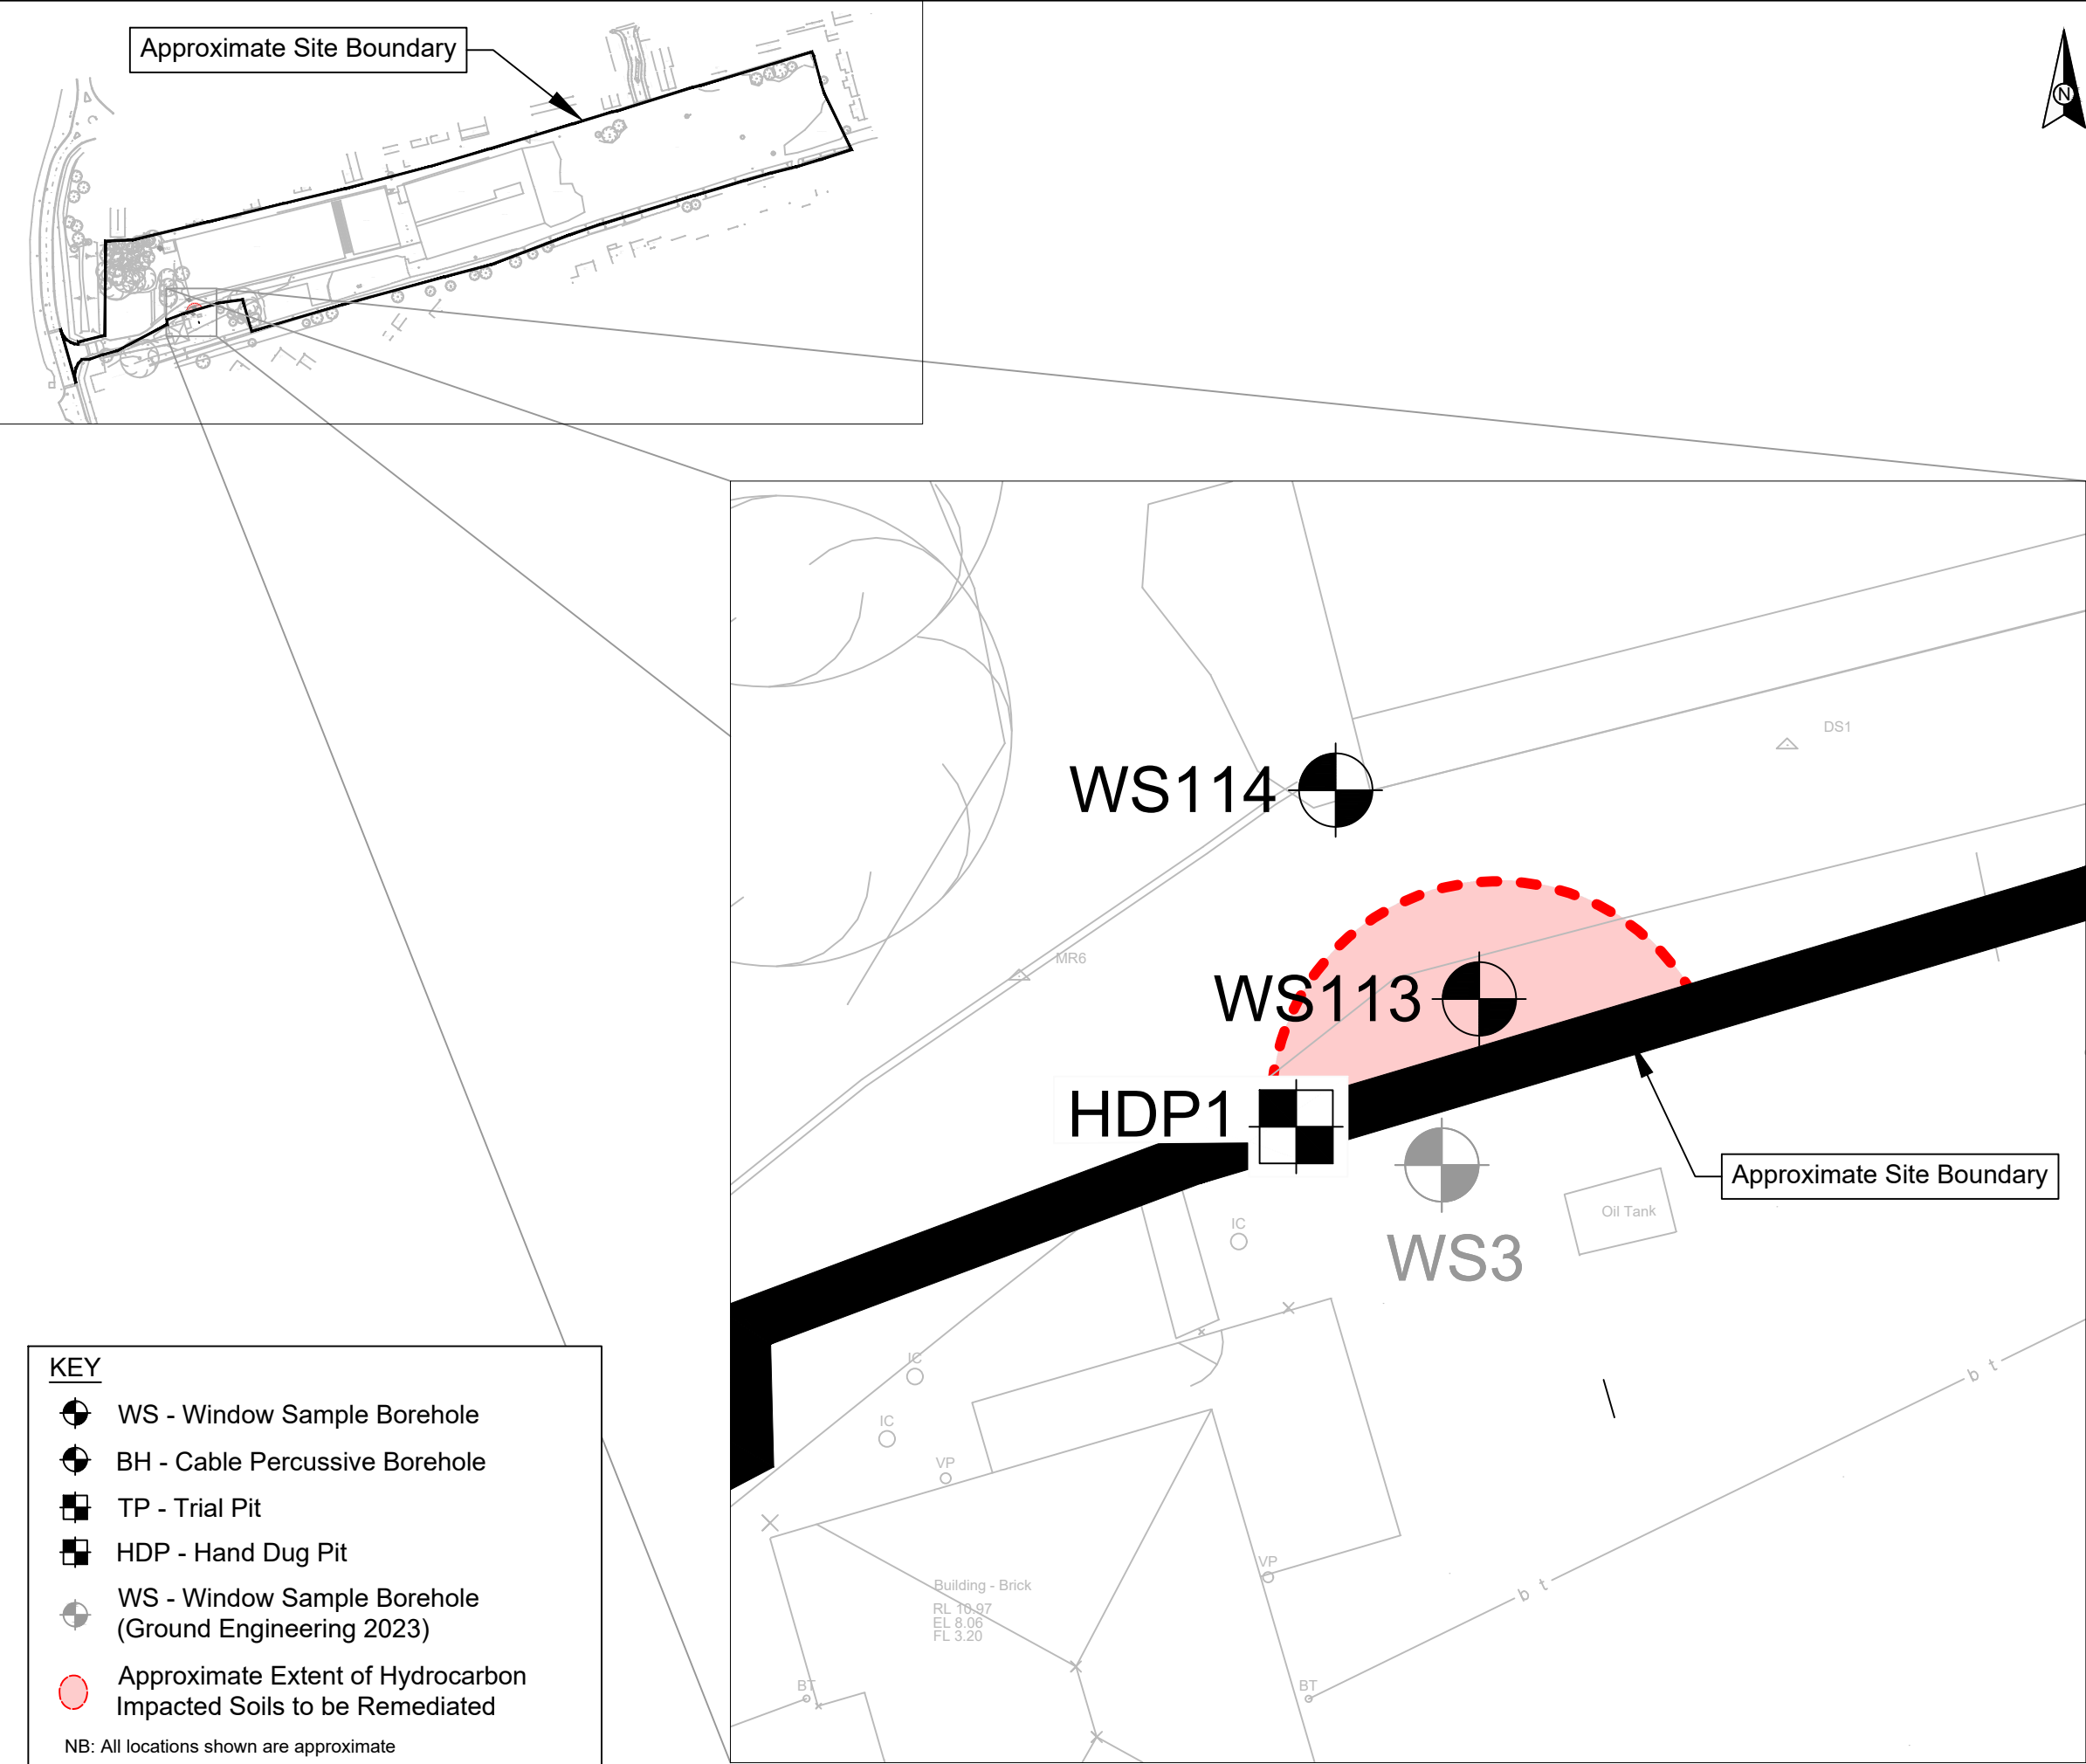 Approximate Site Boundary
N
DS1
WS114
MR6
WS113
HDP1
Approximate Site Boundary
Oil Tank
IC
WS3
IC
IC
VP
b t
b t
VP
Building - Brick
RL 10.97
EL 8.06
FL 3.20
BT
BT
KEY
WS - Window Sample Borehole
BH - Cable Percussive Borehole
TP - Trial Pit
HDP - Hand Dug Pit
WS - Window Sample Borehole
(Ground Engineering 2023)
Approximate Extent of Hydrocarbon
Impacted Soils to be Remediated
NB: All locations shown are approximate